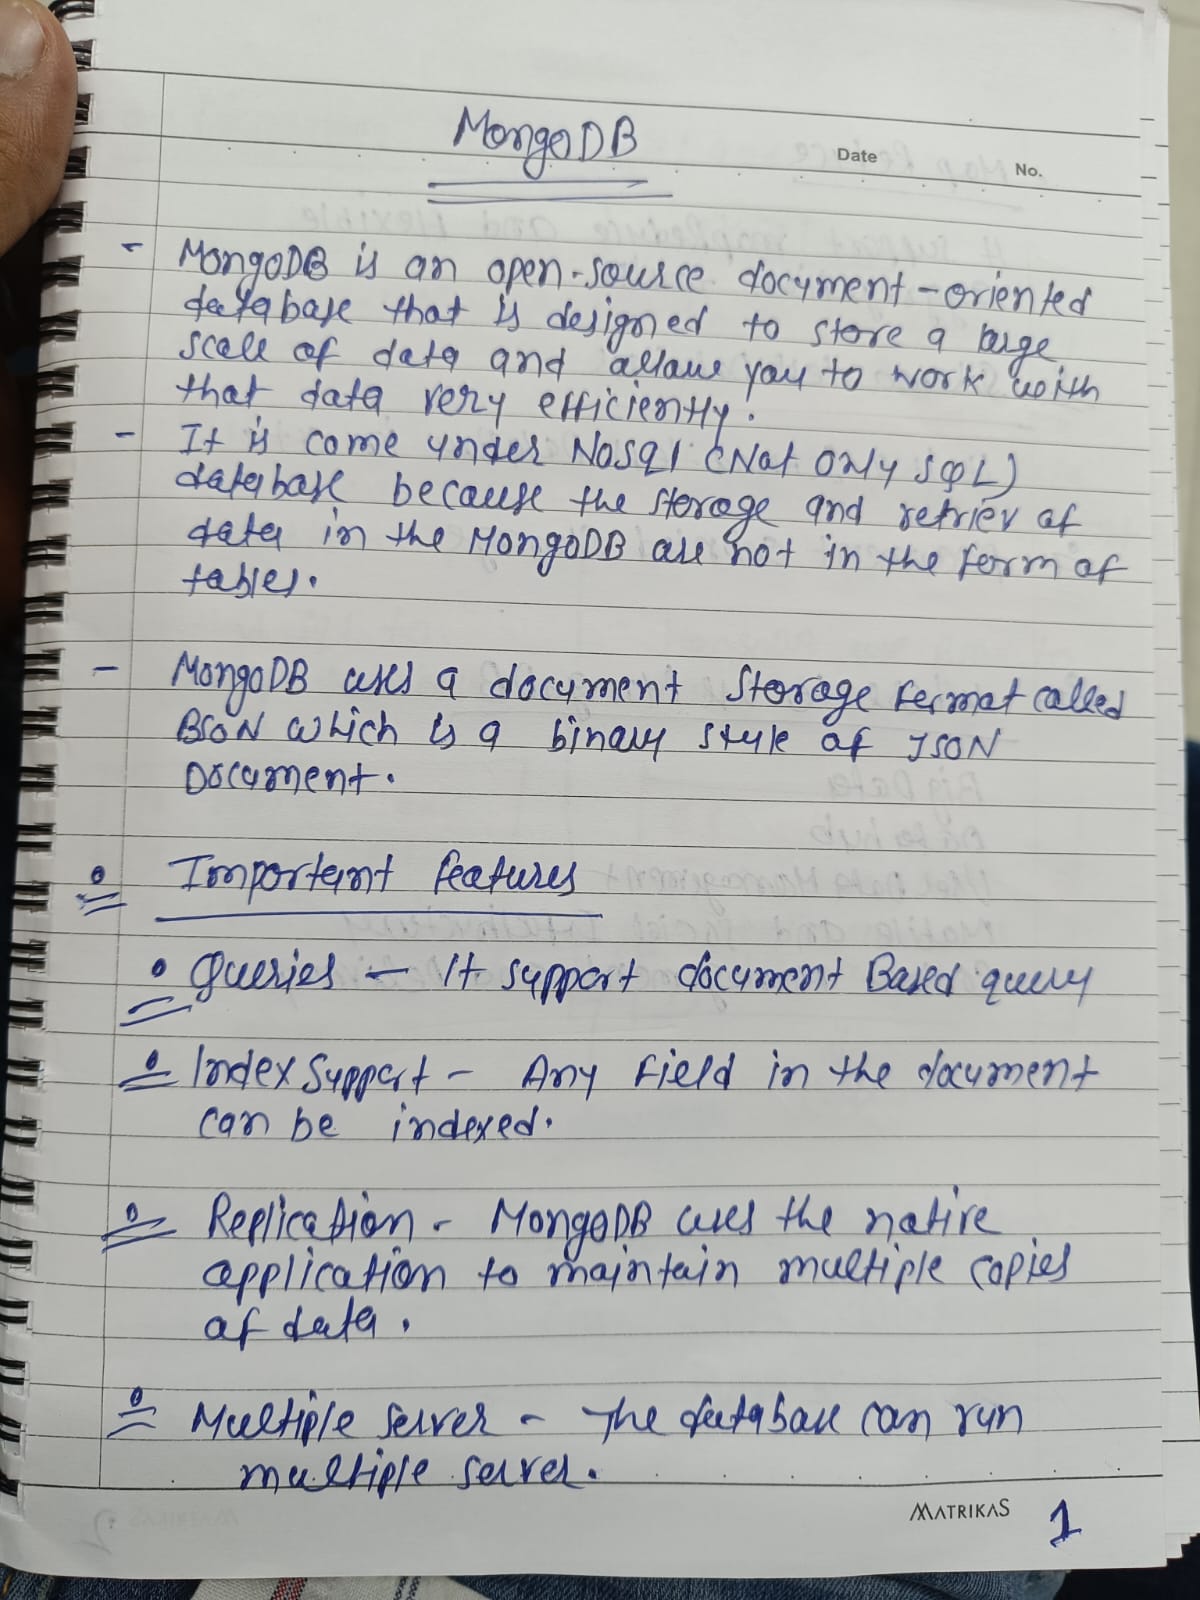 MongoDB
Date
No.
- MongoDB is an open-source document-oriented
database that is designed to store a large
scale of data and allow you to work with
that data very efficiently.
- It is come under NoSql (Not Only SQL)
database because the storage and retriev of
data in the MongoDB are not in the form of
tables.
- MongoDB uses a document storage format called
BSON which is a binary style of JSON
Document.
Important features
• Queries - It support document Based query
• Index Support - Any Field in the document
can be indexed.
• Replication - MongoDB uses the native
application to maintain multiple copies
of data.
• Multiple server - The database can run
multiple server.
MATRIKAS
1